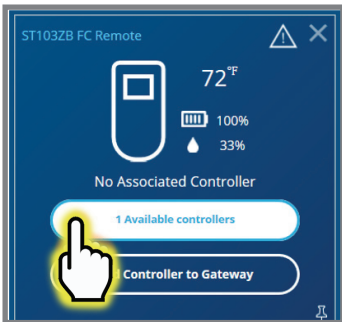 ST103ZB FC Remote
72°F
100%
33%
No Associated Controller
1 Available controllers
Controller to Gateway